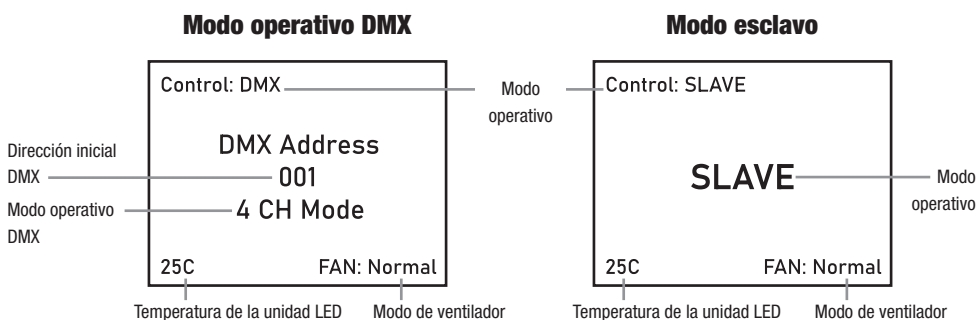 Modo operativo DMX
Modo esclavo
Control: DMX
Modo
operativo
Control: SLAVE
DMX Address
Dirección inicial
DMX
001
SLAVE
Modo
operativo
Modo operativo
DMX
4 CH Mode
25C
FAN: Normal
25C
FAN: Normal
Temperatura de la unidad LED
Modo de ventilador
Temperatura de la unidad LED
Modo de ventilador